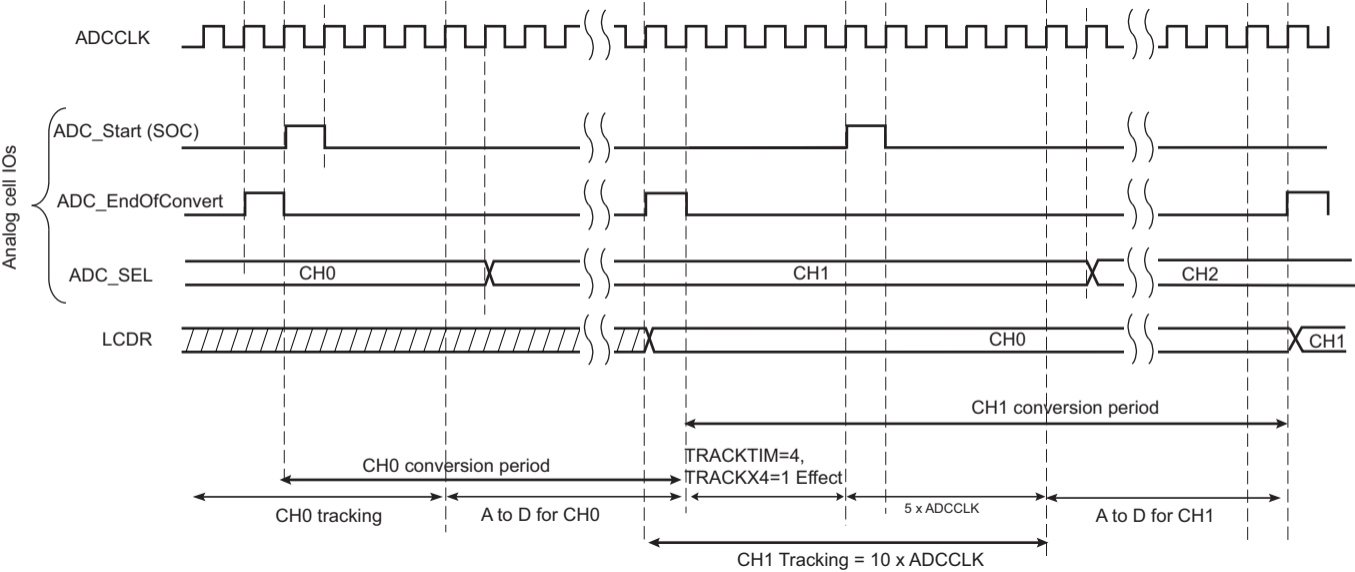 ADCCLK
Analog cell IOs
ADC_Start (SOC)
ADC_EndOfConvert
ADC_SEL
CH0
CH1
CH2
LCDR
CH0
CH1
CH1 conversion period
TRACKTIM=4,
CH0 conversion period
TRACKX4=1 Effect
CH0 tracking
A to D for CH0
5 x ADCCLK
A to D for CH1
CH1 Tracking = 10 x ADCCLK